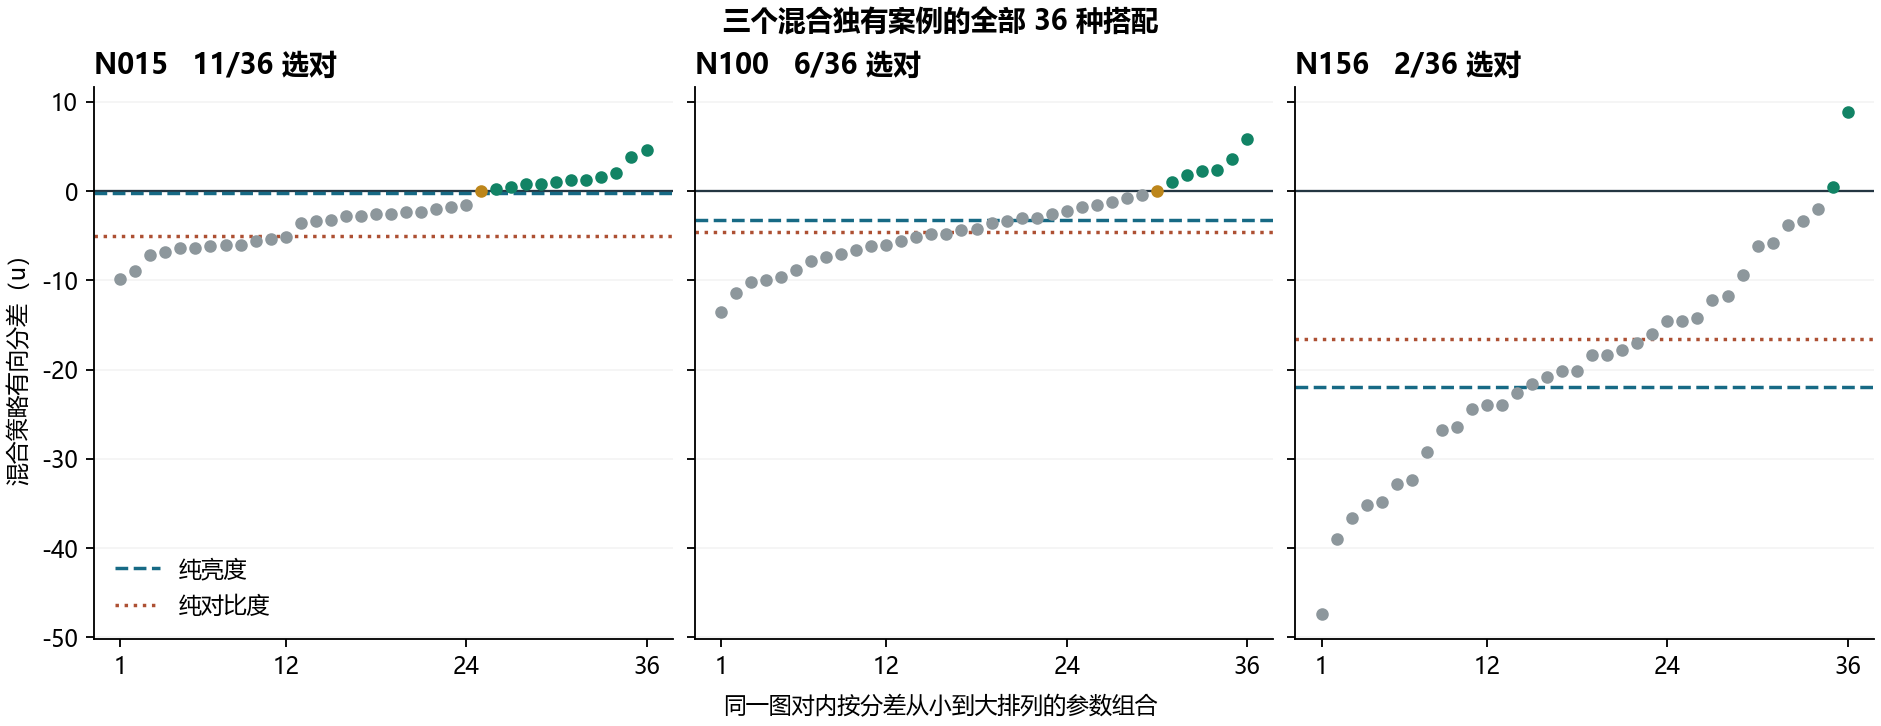 三个混合独有案例的全部 36 种搭配
N015 11/36 选对
N100 6/36 选对
N156 2/36 选对
混合策略有向分差（u）
10
0
-10
-20
-30
-40
-50
纯亮度
纯对比度
1 12 24 36
1 12 24 36
1 12 24 36
同一图对内按分差从小到大排列的参数组合